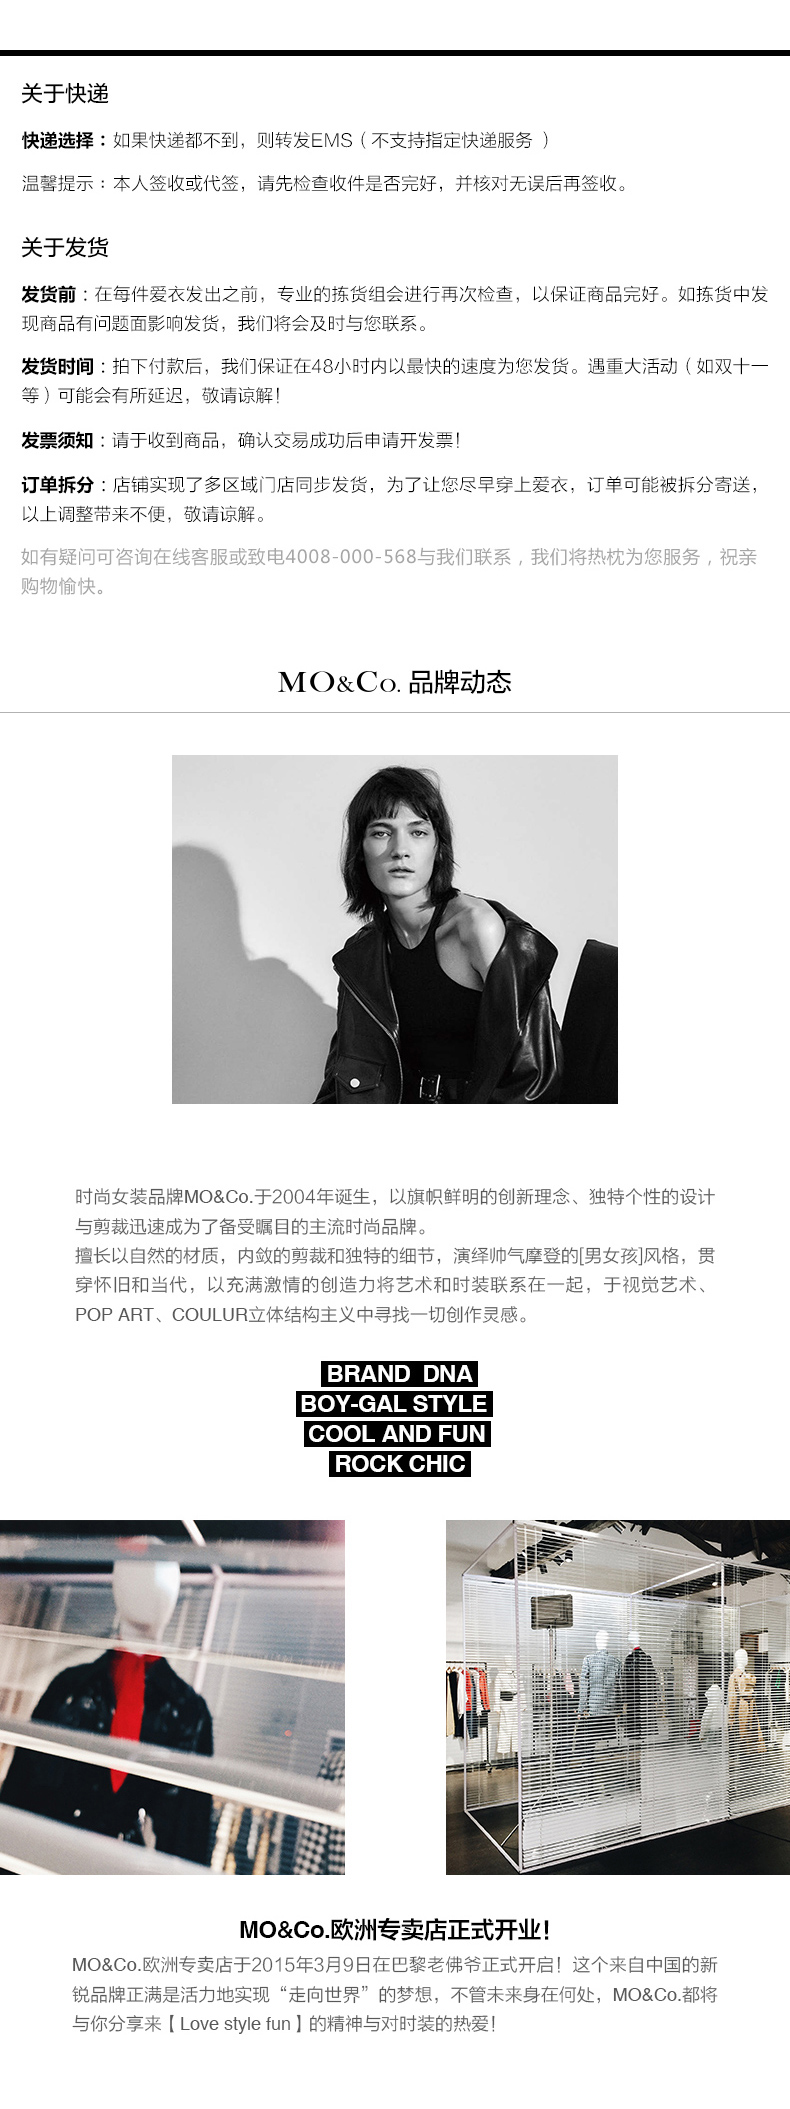 关于快递
快递选择：如果快递都不到，则转发EMS（不支持指定快递服务 ）
温馨提示：本人签收或代签，请先检查收件是否完好，并核对无误后再签收。
关于发货
发货前：在每件爱衣发出之前，专业的拣货组会进行再次检查，以保证商品完好。如拣货中发
现商品有问题面影响发货，我们将会及时与您联系。
发货时间：拍下付款后，我们保证在48小时内以最快的速度为您发货。遇重大活动（如双十一
等）可能会有所延迟，敬请谅解！
发票须知：请于收到商品，确认交易成功后申请开发票！
订单拆分：店铺实现了多区域门店同步发货，为了让您尽早穿上爱衣，订单可能被拆分寄送，
以上调整带来不便，敬请谅解。
如有疑问可咨询在线客服或致电4008-000-568与我们联系，我们将热枕为您服务，祝亲
购物愉快。
MO&Co. 品牌动态
时尚女装品牌MO&Co.于2004年诞生，以旗帜鲜明的创新理念、独特个性的设计
与剪裁迅速成为了备受瞩目的主流时尚品牌。
擅长以自然的材质，内敛的剪裁和独特的细节，演绎帅气摩登的[男女孩]风格，贯
穿怀旧和当代，以充满激情的创造力将艺术和时装联系在一起，于视觉艺术、
POP ART、COULUR立体结构主义中寻找一切创作灵感。
BRAND DNA
BOY-GAL STYLE
COOL AND FUN
ROCK CHIC
MO&Co.欧洲专卖店正式开业！
MO&Co.欧洲专卖店于2015年3月9日在巴黎老佛爷正式开启！这个来自中国的新
锐品牌正满是活力地实现“走向世界”的梦想，不管未来身在何处，MO&Co.都将
与你分享来【Love style fun】的精神与对时装的热爱！